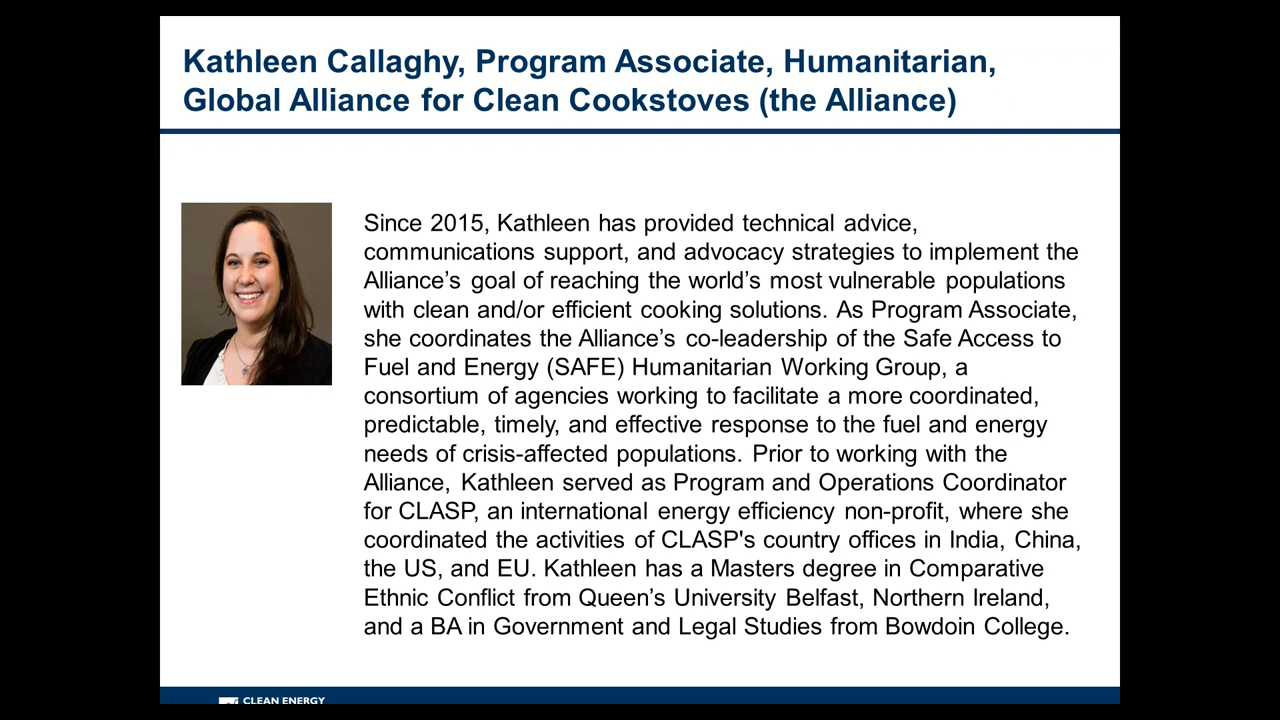 Kathleen Callaghy, Program Associate, Humanitarian,
Global Alliance for Clean Cookstoves (the Alliance)
Since 2015, Kathleen has provided technical advice,
communications support, and advocacy strategies to implement the
Alliance’s goal of reaching the world’s most vulnerable populations
with clean and/or efficient cooking solutions. As Program Associate,
she coordinates the Alliance’s co-leadership of the Safe Access to
Fuel and Energy (SAFE) Humanitarian Working Group, a
consortium of agencies working to facilitate a more coordinated,
predictable, timely, and effective response to the fuel and energy
needs of crisis-affected populations. Prior to working with the
Alliance, Kathleen served as Program and Operations Coordinator
for CLASP, an international energy efficiency non-profit, where she
coordinated the activities of CLASP's country offices in India, China,
the US, and EU. Kathleen has a Masters degree in Comparative
Ethnic Conflict from Queen’s University Belfast, Northern Ireland,
and a BA in Government and Legal Studies from Bowdoin College.
CLEAN ENERGY